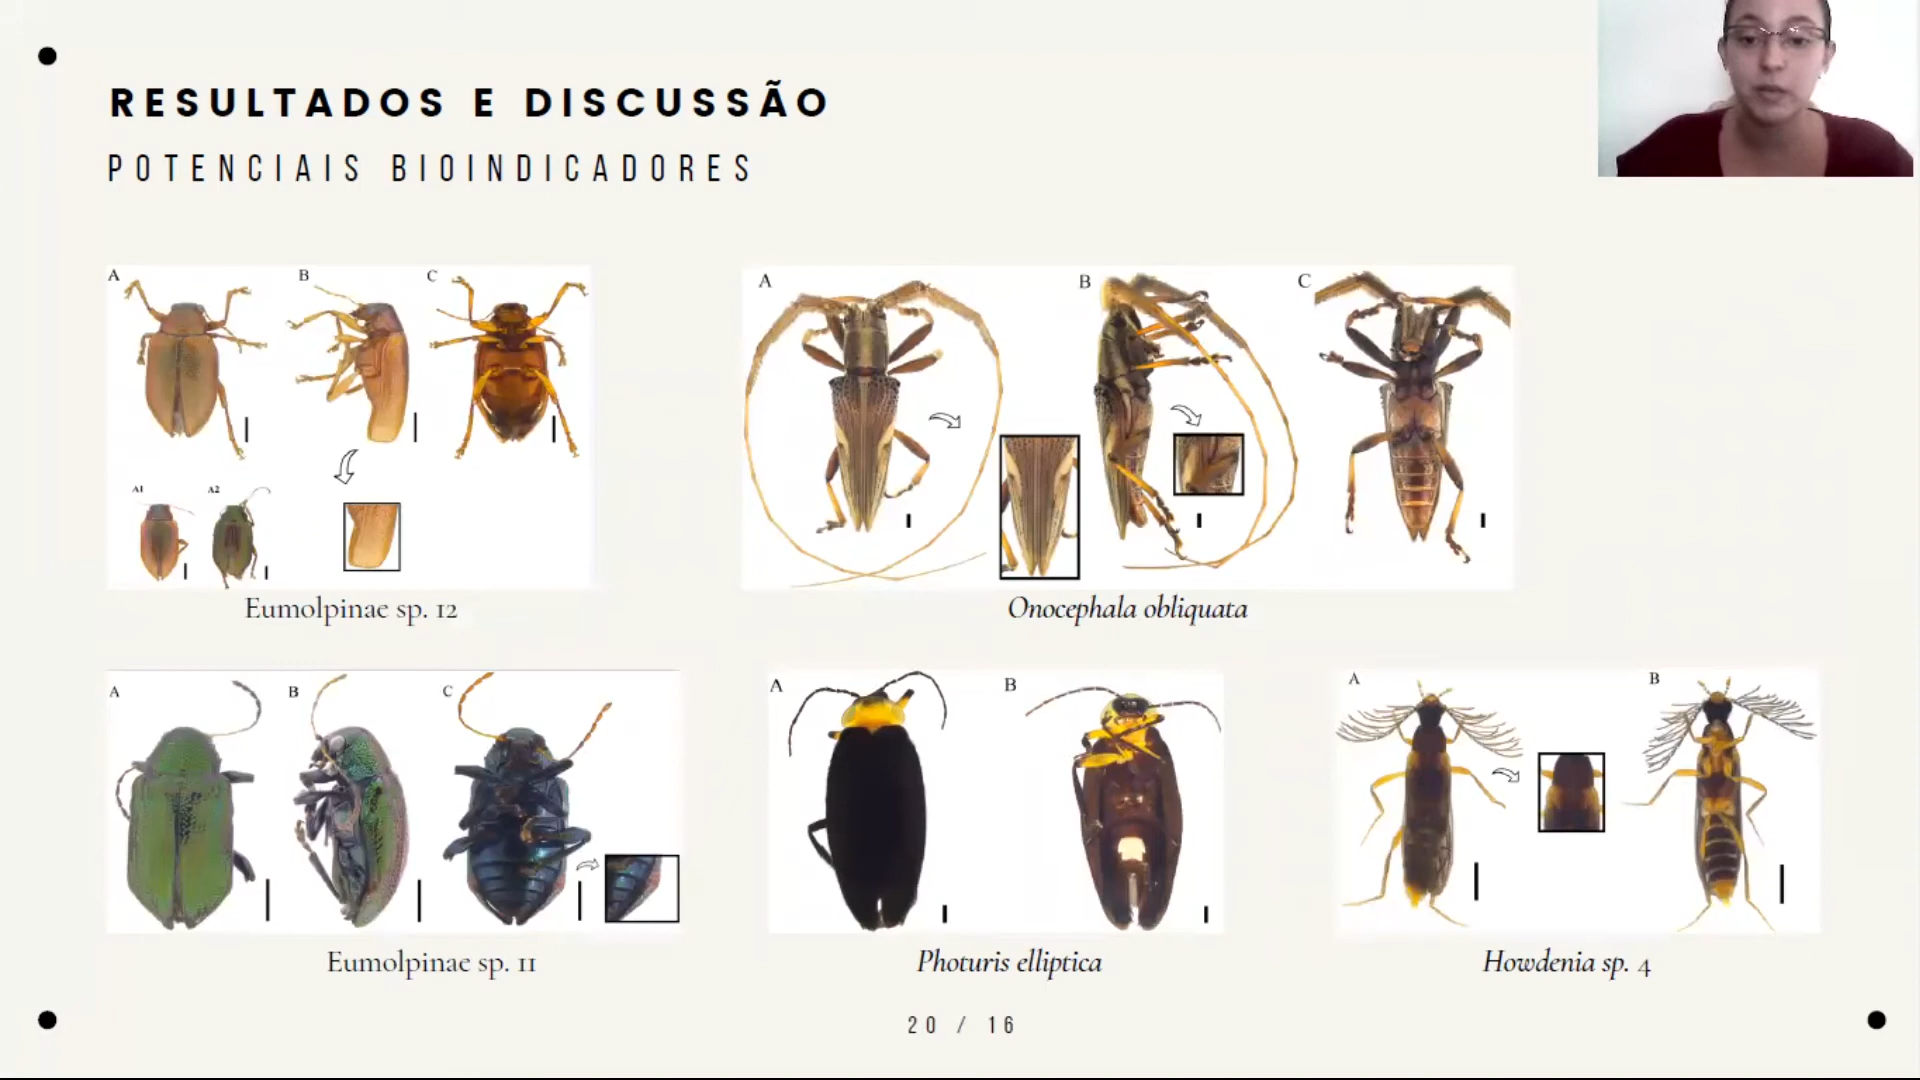 RESULTADOS E DISCUSSÃO
POTENCIAIS BIOINDICADORES
A B C
A1 A2
Eumolpinae sp. 12
A B C
Onocephala obliquata
A B C
Eumolpinae sp. 11
A B
Photuris elliptica
A B
Howdenia sp. 4
20 / 16